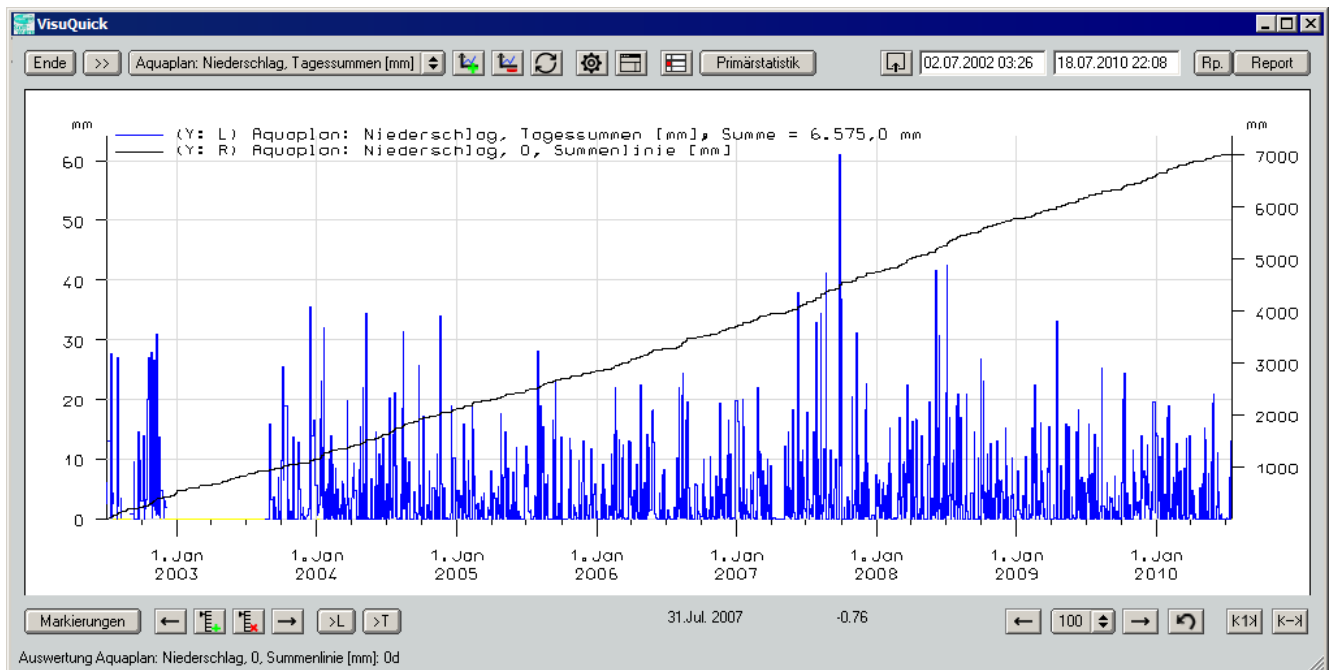 VisuQuick
Ende >> Aquaplan: Niederschlag, Tagessummen [mm] Primärstatistik 02.07.2002 03:26 18.07.2010 22:08 Rp. Report
mm mm
(Y: L) Aquaplan: Niederschlag, Tagessummen [mm], Summe = 6.575,0 mm
(Y: R) Aquaplan: Niederschlag, 0, Summenlinie [mm]
60 7000
50 6000
5000
40
4000
30
3000
20
2000
10 1000
0
1.Jan 1.Jan 1.Jan 1.Jan 1.Jan 1.Jan 1.Jan 1.Jan
2003 2004 2005 2006 2007 2008 2009 2010
Markierungen >L >T 31.Jul. 2007 -0.76 100
Auswertung Aquaplan: Niederschlag, 0, Summenlinie [mm]: 0d